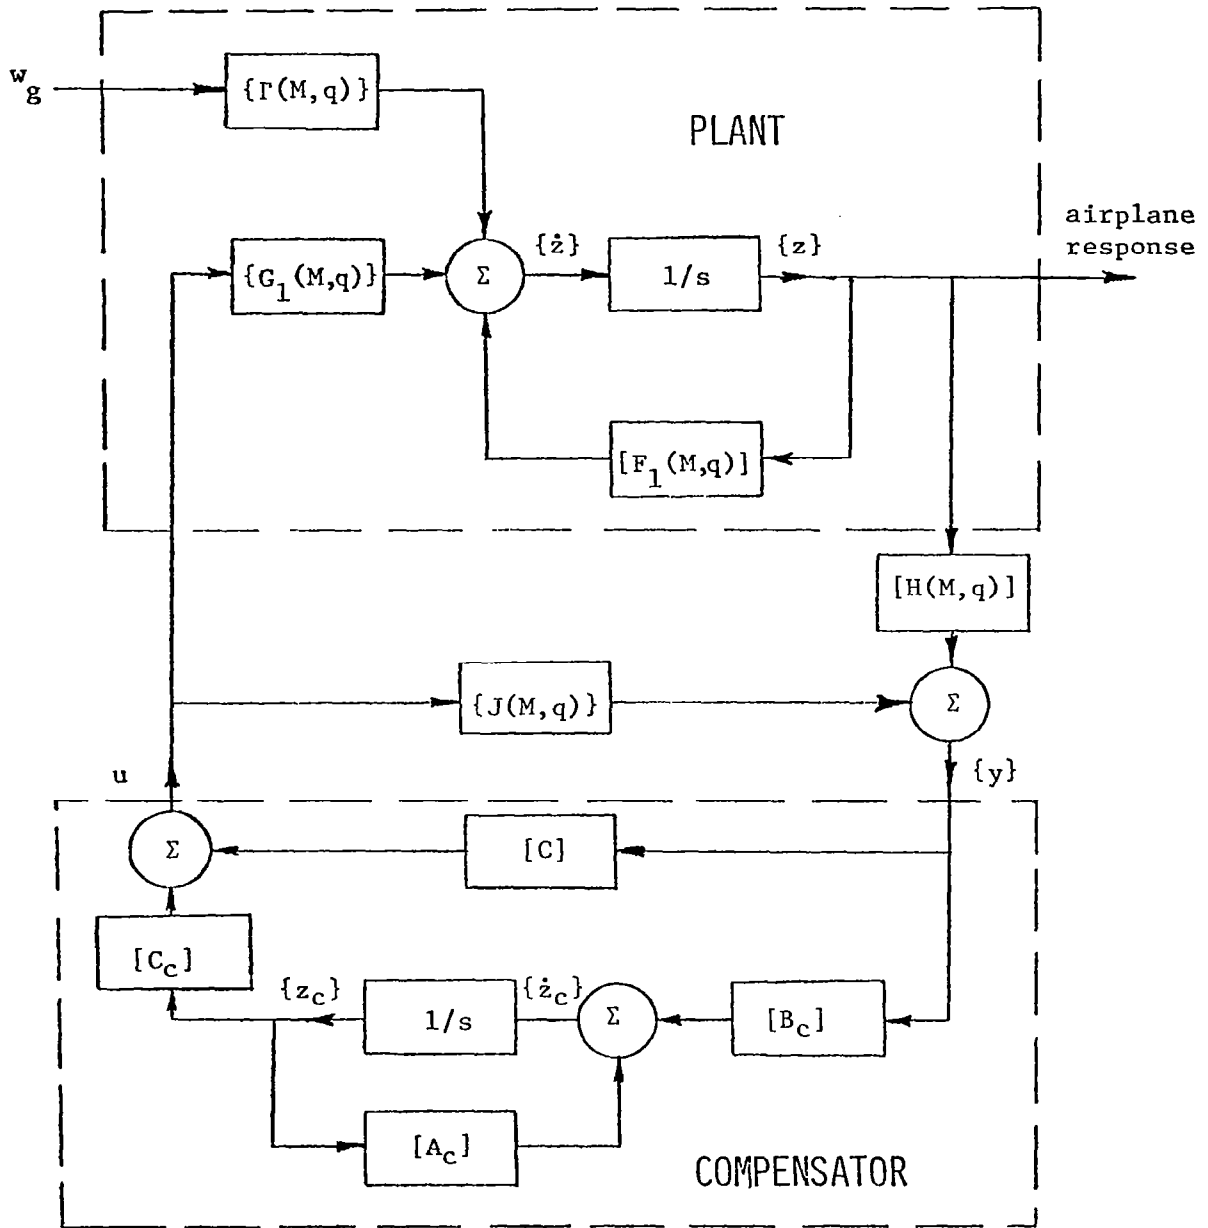 w_g
{Γ(M,q)}
PLANT
airplane
response
{G_1(M,q)}
Σ
{ż}
1/s
{z}
[F_1(M,q)]
[H(M,q)]
{J(M,q)}
Σ
u
{y}
Σ
[C]
[C_c]
{z_c}
1/s
{ż_c}
Σ
[B_c]
[A_c]
COMPENSATOR